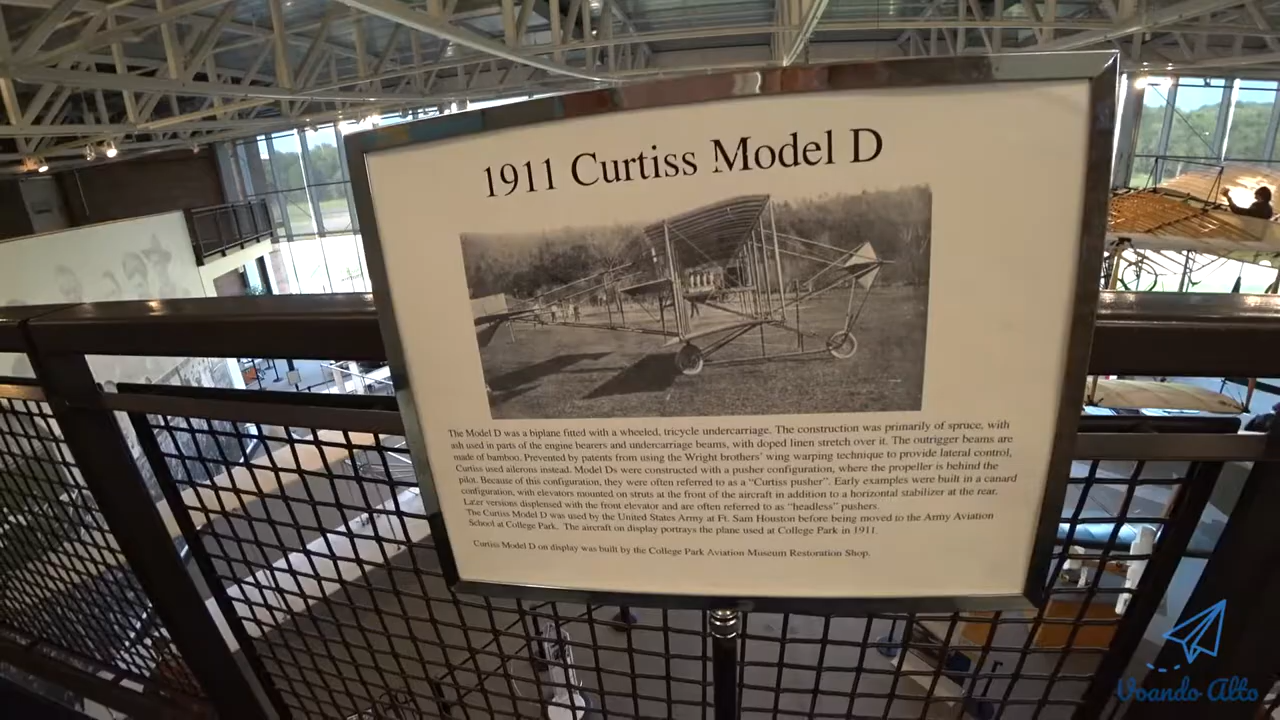 1911 Curtiss Model D
The Model D was a biplane fitted with a wheeled, tricycle undercarriage. The construction was primarily of spruce, with
ash used in parts of the engine bearers and undercarriage beams, with doped linen stretch over it. The outrigger beams are
made of bamboo. Prevented by patents from using the Wright brothers' wing warping technique to provide lateral control,
Curtiss used ailerons instead. Model Ds were constructed with a pusher configuration, where the propeller is behind the
pilot. Because of this configuration, they were often referred to as a "Curtiss pusher". Early examples were built in a canard
configuration, with elevators mounted on struts at the front of the aircraft in addition to a horizontal stabilizer at the rear.
Later versions displensed with the front elevator and are often referred to as "headless" pushers.
The Curtiss Model D was used by the United States Army at Ft. Sam Houston before being moved to the Army Aviation
School at College Park. The aircraft on display portrays the plane used at College Park in 1911.
Curtiss Model D on display was built by the College Park Aviation Museum Restoration Shop.
Voando Alto